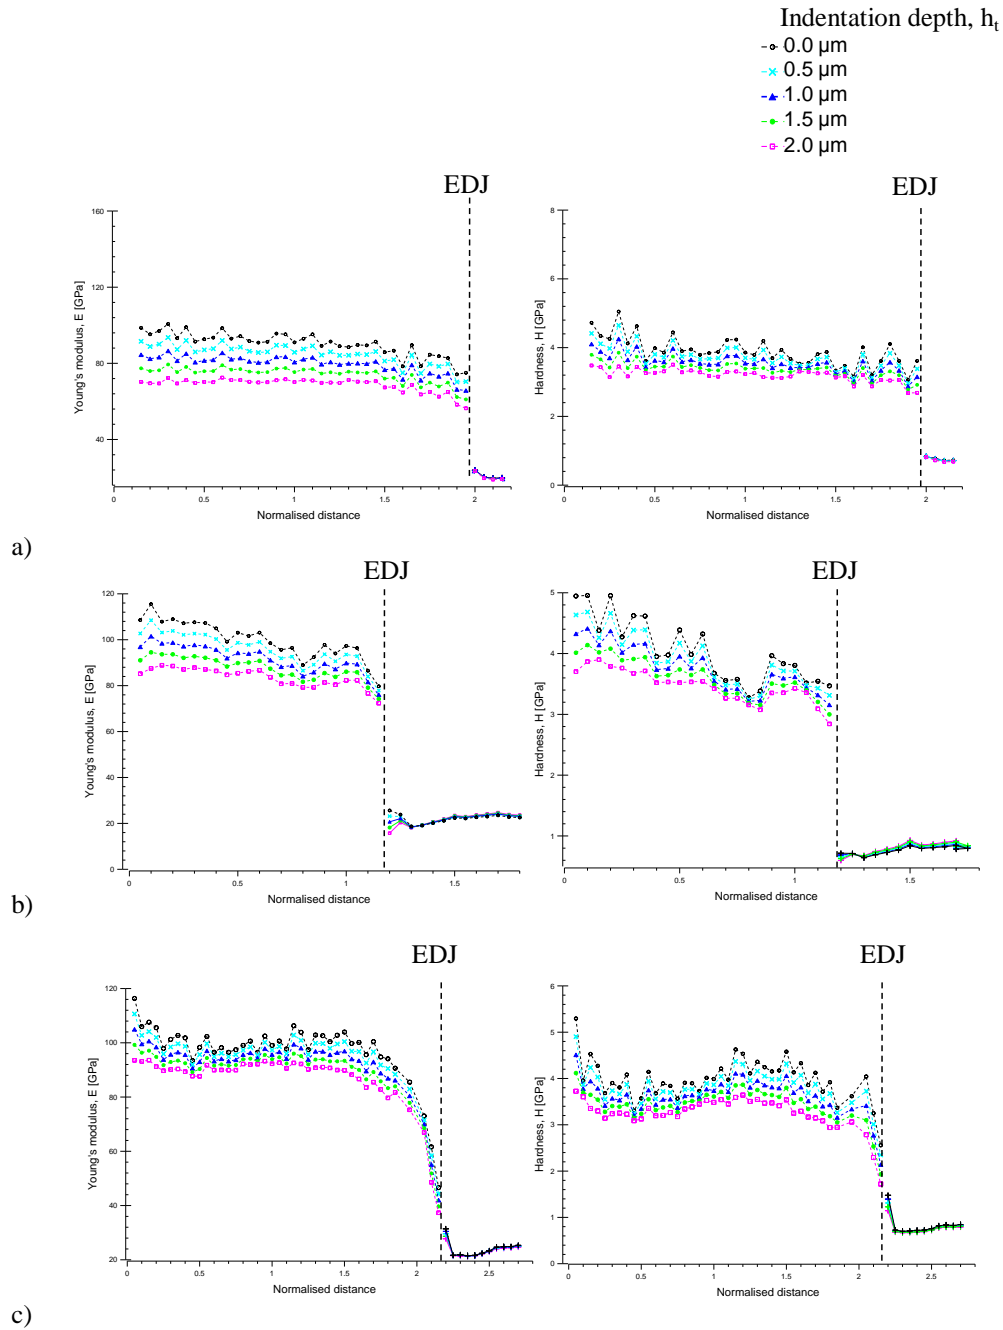 Indentation depth, ht
0.0 µm
0.5 µm
1.0 µm
1.5 µm
2.0 µm
EDJ EDJ
160
120
80
40
Young's modulus, E [GPa]
0 0.5 1 1.5 2
Normalised distance
8
6
4
2
0
Hardness, H [GPa]
0 0.5 1 1.5 2
Normalised distance
a)
EDJ EDJ
120
100
80
60
40
20
0
Young's modulus, E [GPa]
0 0.5 1 1.5
Normalised distance
5
4
3
2
1
Hardness, H [GPa]
0 0.5 1 1.5
Normalised distance
b)
EDJ EDJ
120
100
80
60
40
20
Young's modulus, E [GPa]
0 0.5 1 1.5 2 2.5
Normalised distance
6
5
4
3
2
1
0
Hardness, H [GPa]
0 0.5 1 1.5 2 2.5
Normalised distance
c)